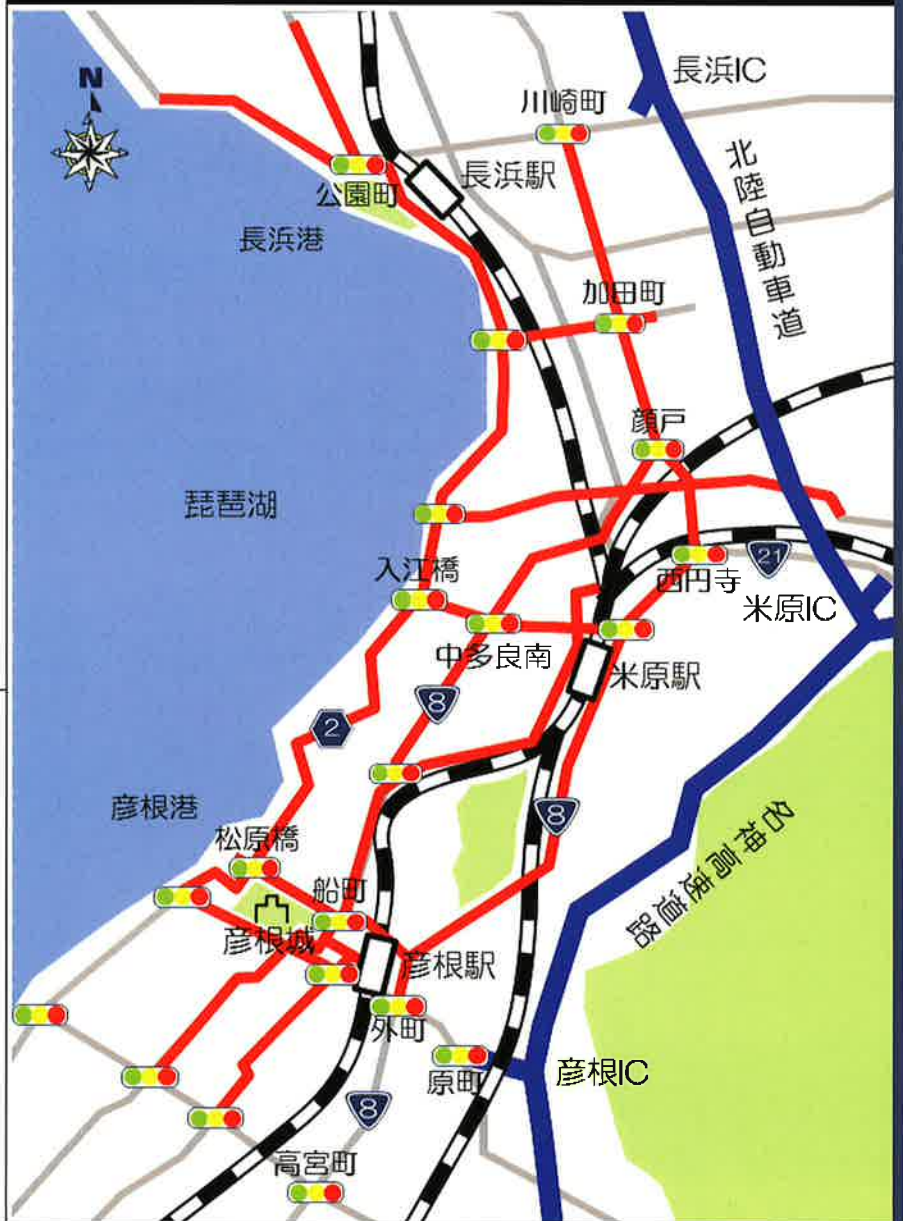 N
長浜IC
川崎町
長浜駅
公園町
北陸自動車道
長浜港
加田町
顔戸
琵琶湖
入江橋
西円寺
21
米原IC
中多良南
米原駅
8
2
彦根港
8
松原橋
名神高速道路
船町
彦根城
彦根駅
外町
原町
彦根IC
8
高宮町